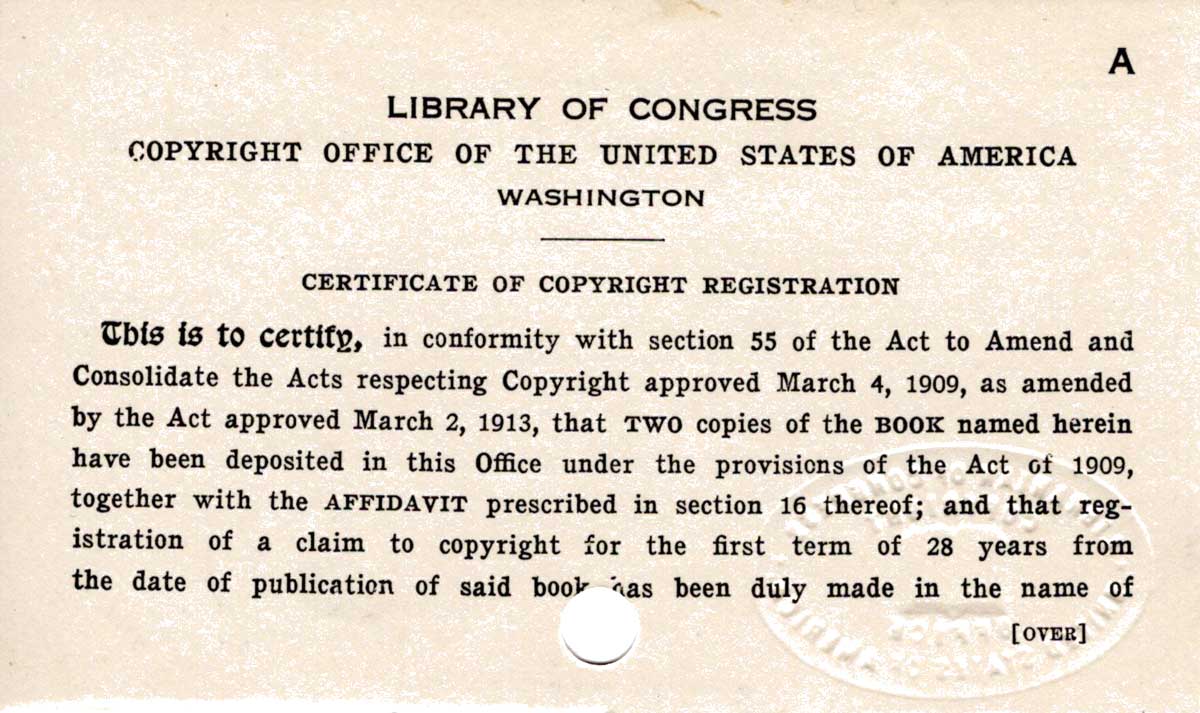 A
LIBRARY OF CONGRESS
COPYRIGHT OFFICE OF THE UNITED STATES OF AMERICA
WASHINGTON
CERTIFICATE OF COPYRIGHT REGISTRATION
This is to certify, in conformity with section 55 of the Act to Amend and
Consolidate the Acts respecting Copyright approved March 4, 1909, as amended
by the Act approved March 2, 1913, that TWO copies of the BOOK named herein
have been deposited in this Office under the provisions of the Act of 1909,
together with the AFFIDAVIT prescribed in section 16 thereof; and that reg-
istration of a claim to copyright for the first term of 28 years from
the date of publication of said book has been duly made in the name of
[OVER]